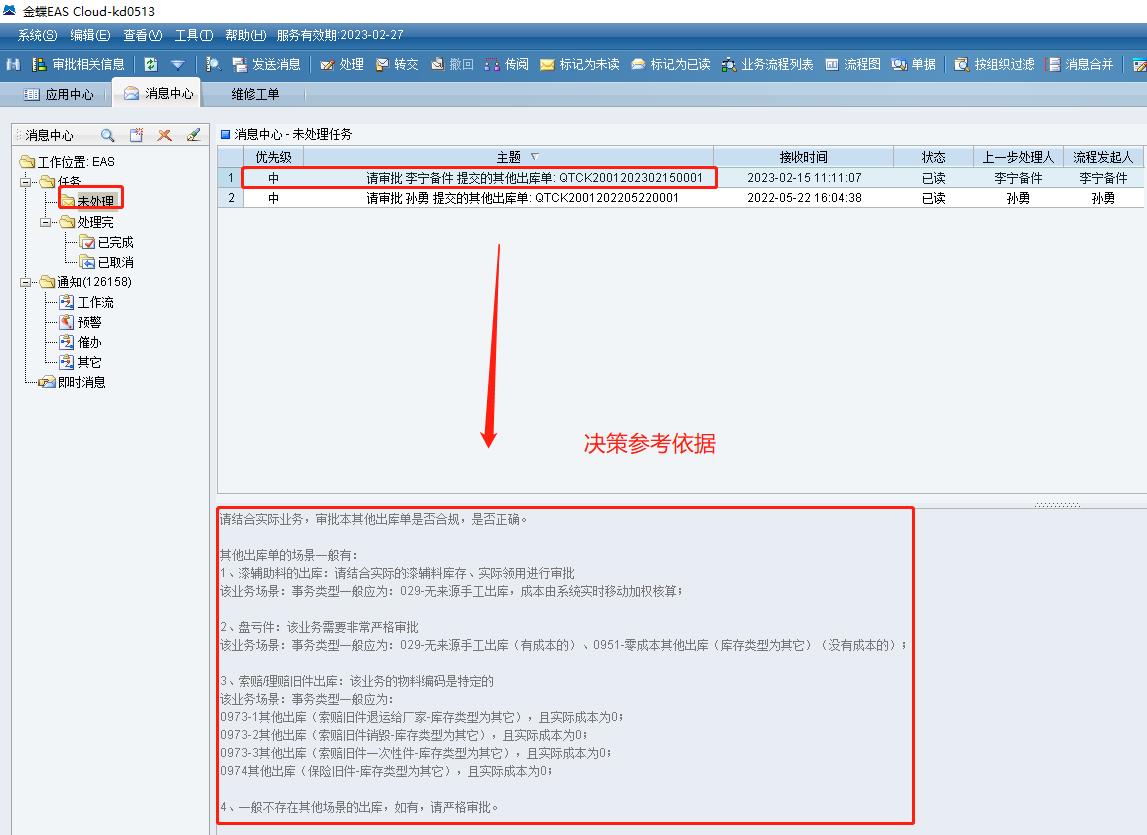 金蝶EAS Cloud-kd0513
系统(S) 编辑(E) 查看(V) 工具(T) 帮助(H) 服务有效期:2023-02-27
审批相关信息 发送消息 处理 转交 撤回 传阅 标记为未读 标记为已读 业务流程列表 流程图 单据 按组织过滤 消息合并
应用中心 消息中心 维修工单
消息中心
工作位置: EAS
任务
未处理
处理完
已完成
已取消
通知(126158)
工作流
预警
催办
其它
即时消息
消息中心 - 未处理任务
优先级 主题 接收时间 状态 上一步处理人 流程发起人
1 中 请审批 李宁备件 提交的其他出库单: QTCK2001202302150001 2023-02-15 11:11:07 已读 李宁备件 李宁备件
2 中 请审批 孙勇 提交的其他出库单: QTCK2001202205220001 2022-05-22 16:04:38 已读 孙勇 孙勇
决策参考依据
请结合实际业务，审批本其他出库单是否合规，是否正确。
其他出库单的场景一般有：
1、漆辅助料的出库：请结合实际的漆辅料库存、实际领用进行审批
该业务场景：事务类型一般应为：029-无来源手工出库，成本由系统实时移动加权核算；
2、盘亏件：该业务需要非常严格审批
该业务场景：事务类型一般应为：029-无来源手工出库（有成本的）、0951-零成本其他出库（库存类型为其它）（没有成本的）；
3、索赔/理赔旧件出库：该业务的物料编码是特定的
该业务场景：事务类型一般应为：
0973-1其他出库（索赔旧件退运给厂家-库存类型为其它），且实际成本为0；
0973-2其他出库（索赔旧件销毁-库存类型为其它），且实际成本为0；
0973-3其他出库（索赔旧件一次性件-库存类型为其它），且实际成本为0；
0974其他出库（保险旧件-库存类型为其它），且实际成本为0；
4、一般不存在其他场景的出库，如有，请严格审批。